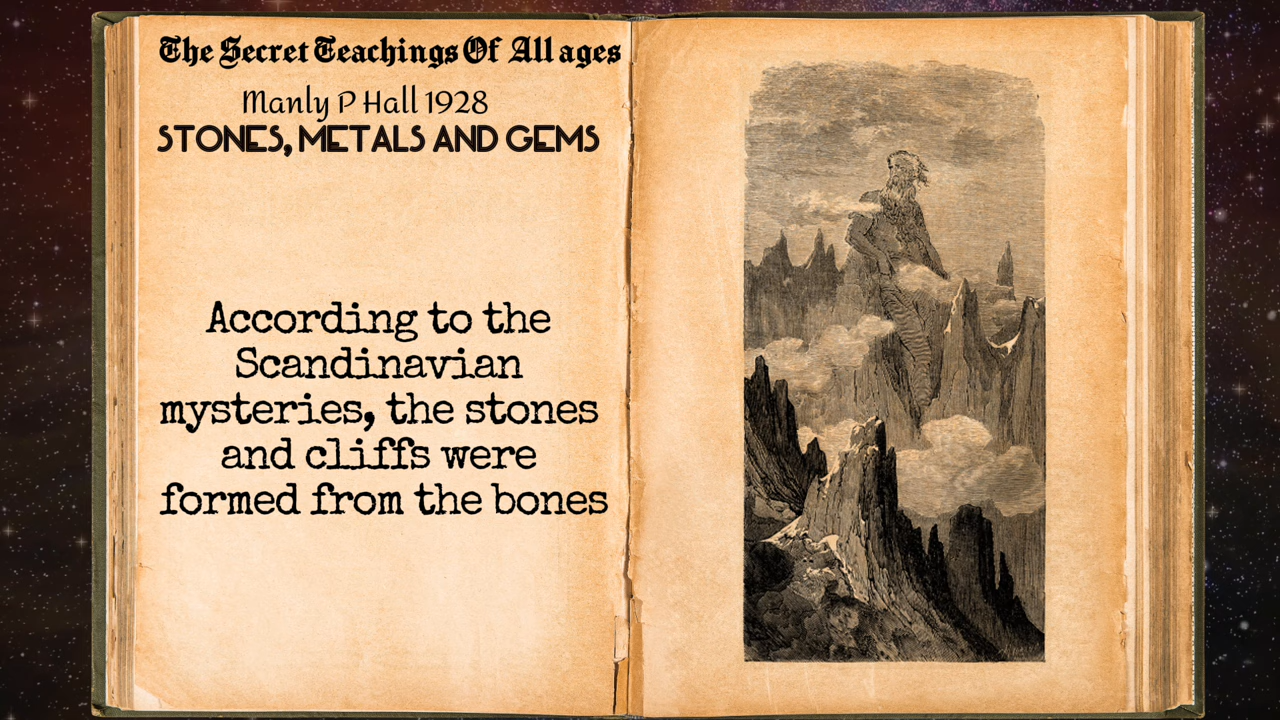 The Secret Teachings Of All ages
Manly P Hall 1928
STONES, METALS AND GEMS
According to the
Scandinavian
mysteries, the stones
and cliffs were
formed from the bones